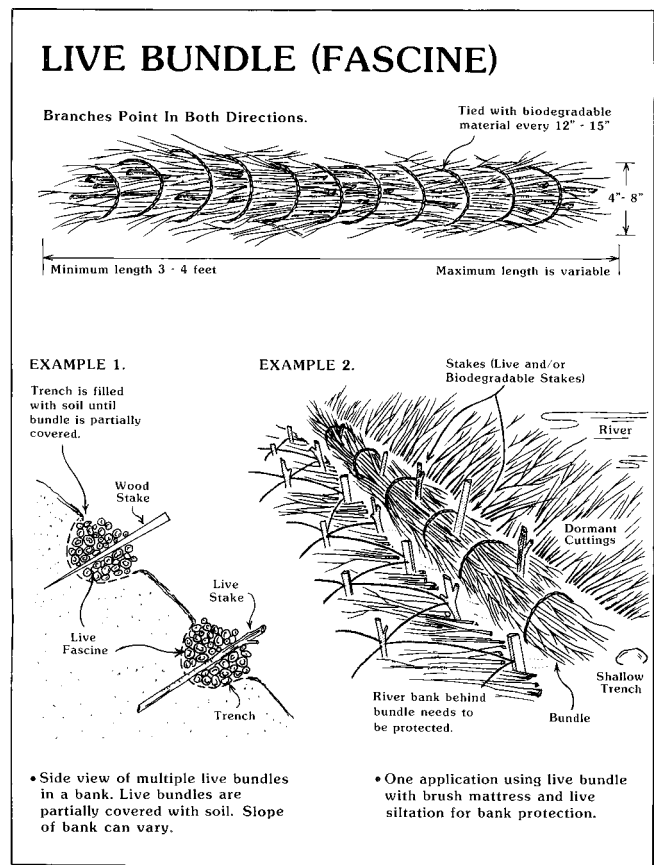 LIVE BUNDLE (FASCINE)
Branches Point In Both Directions.
Tied with biodegradable
material every 12" - 15"
4"- 8"
Minimum length 3 - 4 feet
Maximum length is variable
EXAMPLE 1.
Trench is filled
with soil until
bundle is partially
covered.
Wood
Stake
Live
Stake
Live
Fascine
Trench
EXAMPLE 2.
Stakes (Live and/or
Biodegradable Stakes)
River
Dormant
Cuttings
Shallow
Trench
River bank behind
bundle needs to
be protected.
Bundle
• Side view of multiple live bundles
in a bank. Live bundles are
partially covered with soil. Slope
of bank can vary.
• One application using live bundle
with brush mattress and live
siltation for bank protection.